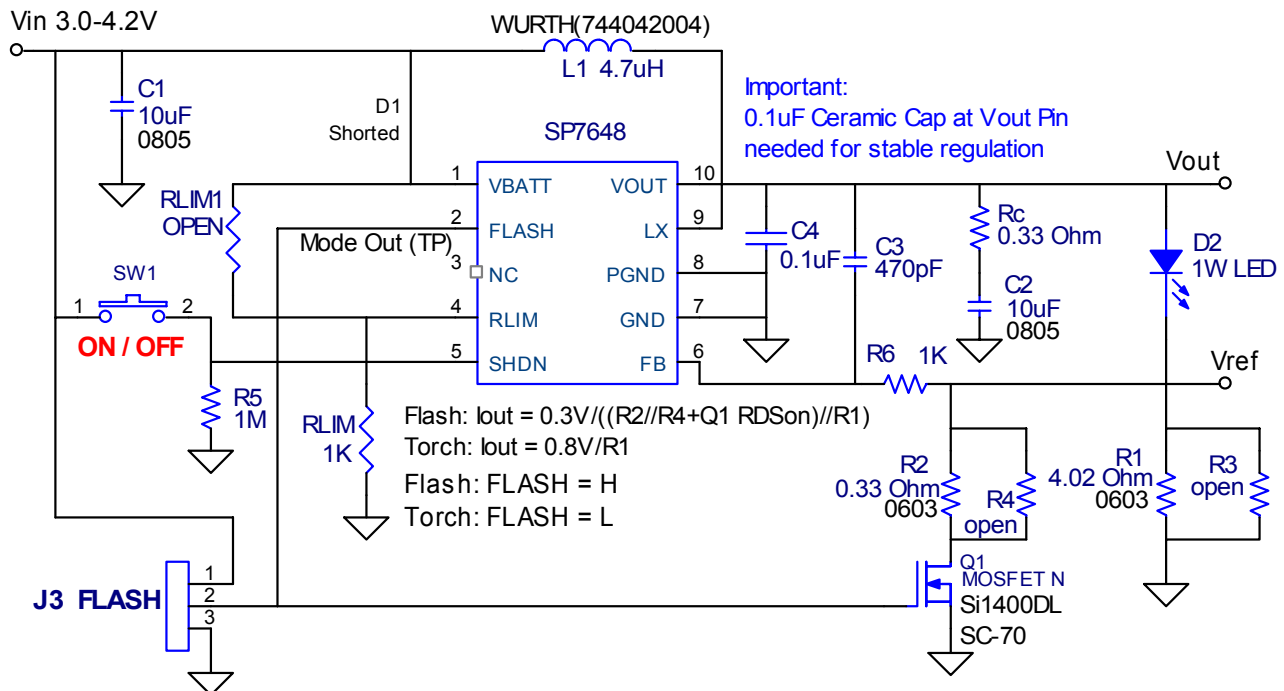 Vin 3.0-4.2V
WURTH(744042004)
L1 4.7uH
C1
10uF
0805
D1
Shorted
SP7648
Important:
0.1uF Ceramic Cap at Vout Pin
needed for stable regulation
Vout
RLIM1
OPEN
1 VBATT
2 FLASH
3 NC
4 RLIM
5 SHDN
VOUT 10
LX 9
PGND 8
GND 7
FB 6
Mode Out (TP)
C4
0.1uF
C3
470pF
Rc
0.33 Ohm
C2
10uF
0805
D2
1W LED
SW1
1 2
ON / OFF
R5
1M
RLIM
1K
R6 1K
Vref
Flash: Iout = 0.3V/((R2//R4+Q1 RDSon)//R1)
Torch: Iout = 0.8V/R1
Flash: FLASH = H
Torch: FLASH = L
R2
0.33 Ohm
0603
R4
open
R1
4.02 Ohm
0603
R3
open
J3 FLASH
1
2
3
Q1
MOSFET N
Si1400DL
SC-70